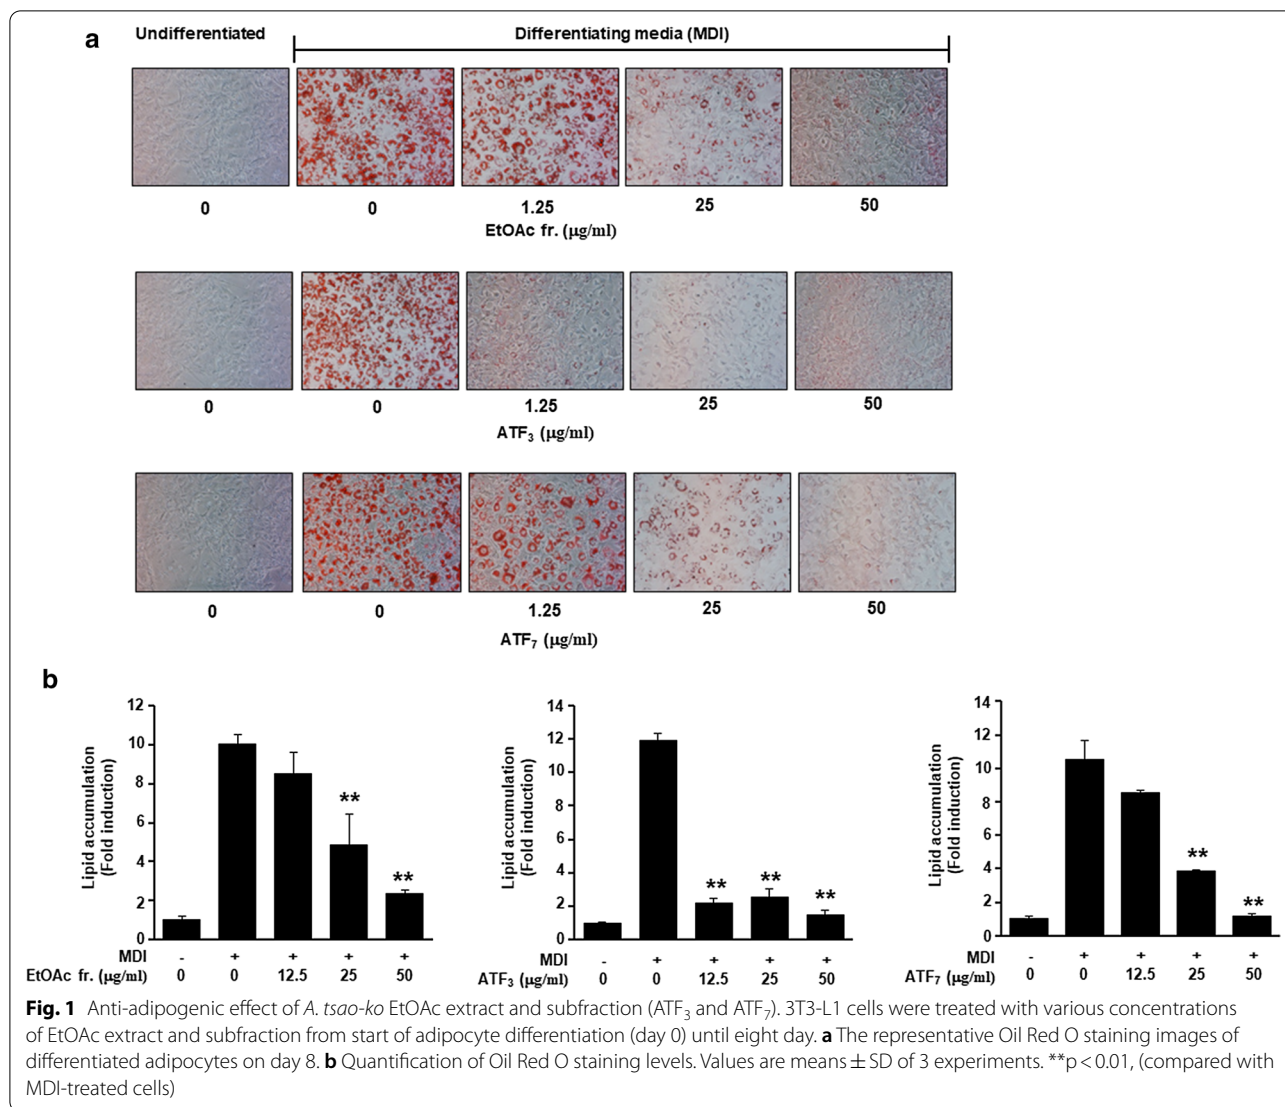 a
Undifferentiated
Differentiating media (MDI)
0 0 1.25 25 50
EtOAc fr. (μg/ml)
0 0 1.25 25 50
ATF₃ (μg/ml)
0 0 1.25 25 50
ATF₇ (μg/ml)
b
Lipid accumulation
(Fold induction)
12
10
8
6
4
2
0
**
**
MDI - + + + +
EtOAc fr. (μg/ml) 0 0 12.5 25 50
Lipid accumulation
(Fold induction)
14
12
10
8
6
4
2
0
**
**
**
MDI - + + + +
ATF₃ (μg/ml) 0 0 12.5 25 50
Lipid accumulation
(Fold induction)
14
12
10
8
6
4
2
0
**
**
MDI - + + + +
ATF₇ (μg/ml) 0 0 12.5 25 50
Fig. 1 Anti-adipogenic effect of A. tsao-ko EtOAc extract and subfraction (ATF₃ and ATF₇). 3T3-L1 cells were treated with various concentrations
of EtOAc extract and subfraction from start of adipocyte differentiation (day 0) until eight day. a The representative Oil Red O staining images of
differentiated adipocytes on day 8. b Quantification of Oil Red O staining levels. Values are means ± SD of 3 experiments. **p < 0.01, (compared with
MDI-treated cells)